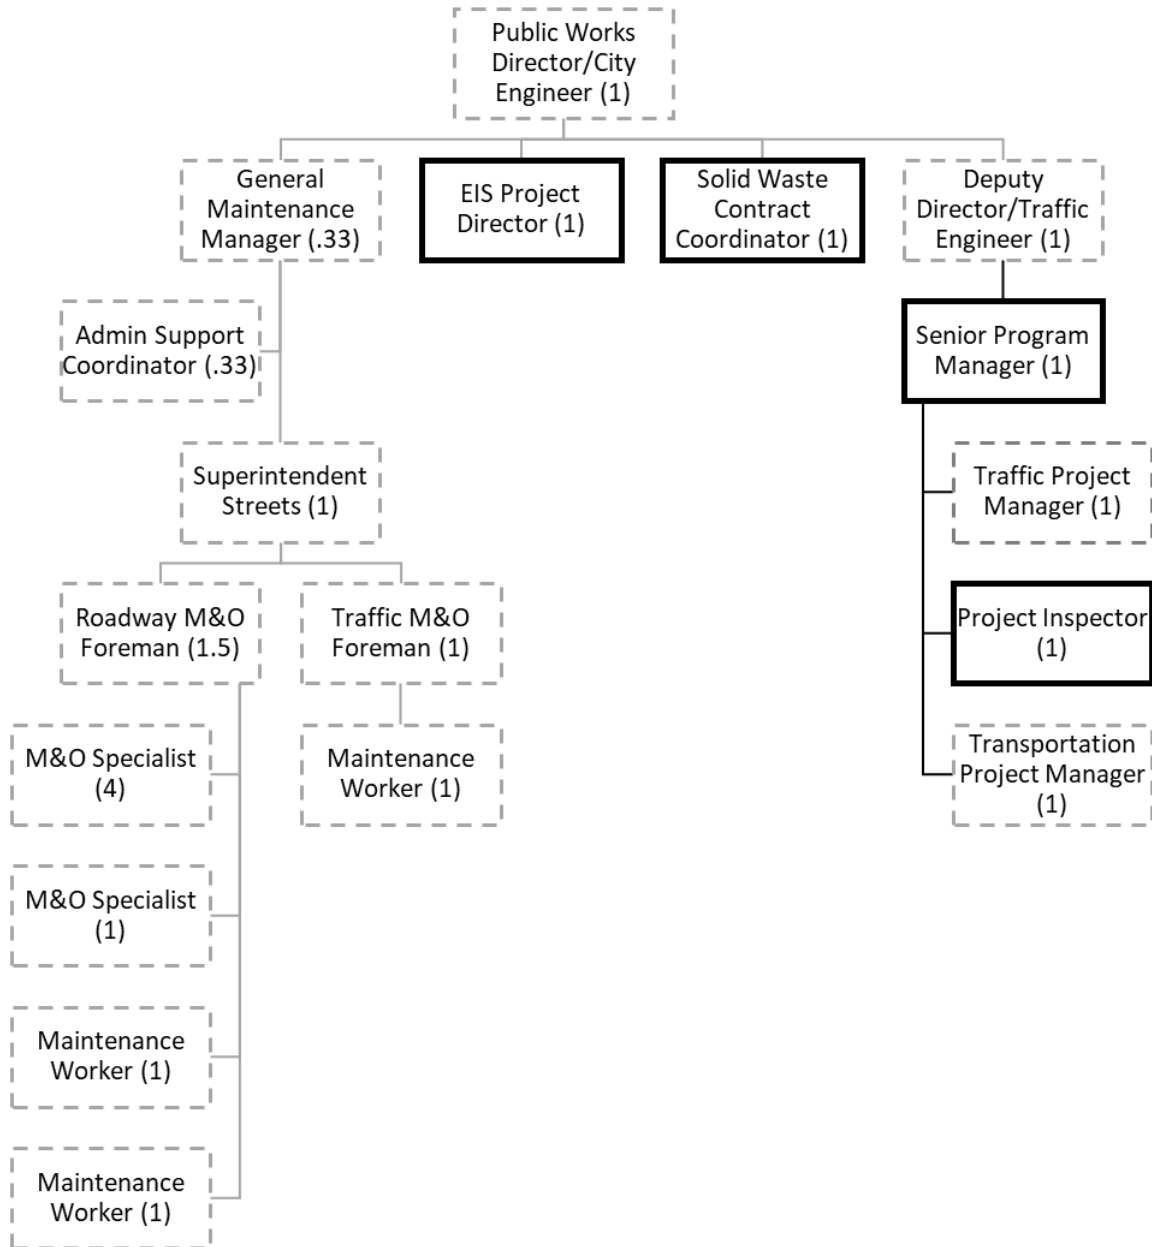 Public Works
Director/City
Engineer (1)
General
Maintenance
Manager (.33)
EIS Project
Director (1)
Solid Waste
Contract
Coordinator (1)
Deputy
Director/Traffic
Engineer (1)
Admin Support
Coordinator (.33)
Senior Program
Manager (1)
Superintendent
Streets (1)
Traffic Project
Manager (1)
Roadway M&O
Foreman (1.5)
Traffic M&O
Foreman (1)
Project Inspector
(1)
M&O Specialist
(4)
Maintenance
Worker (1)
Transportation
Project Manager
(1)
M&O Specialist
(1)
Maintenance
Worker (1)
Maintenance
Worker (1)